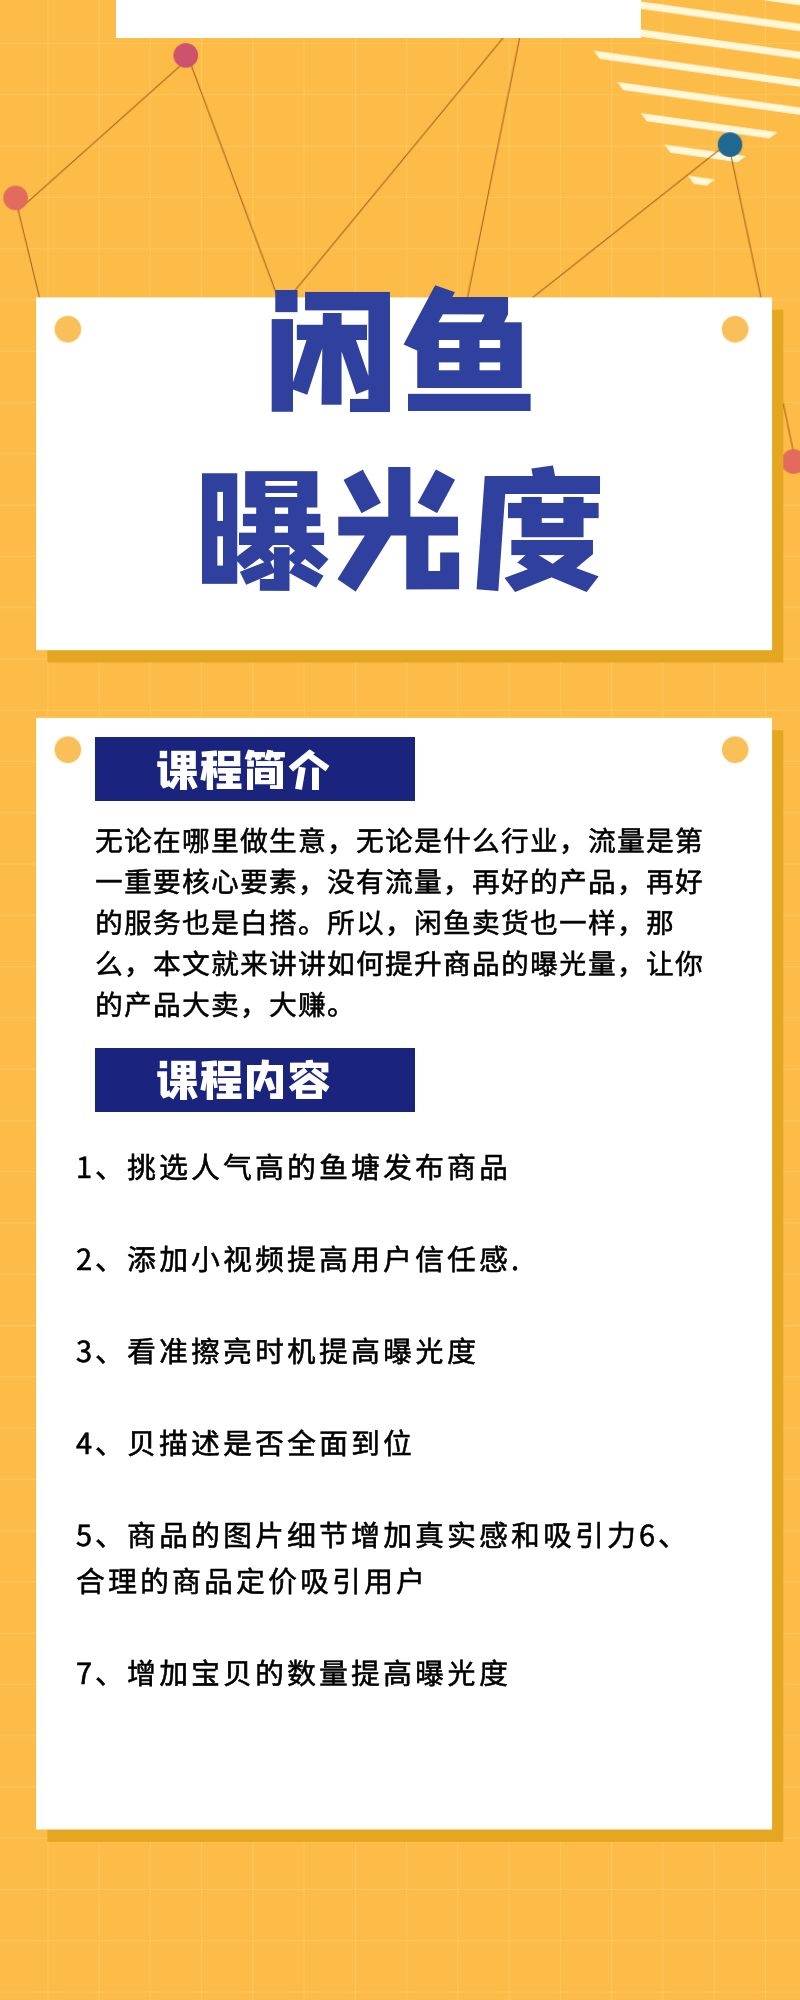 闲鱼
曝光度
课程简介
无论在哪里做生意，无论是什么行业，流量是第
一重要核心要素，没有流量，再好的产品，再好
的服务也是白搭。所以，闲鱼卖货也一样，那
么，本文就来讲讲如何提升商品的曝光量，让你
的产品大卖，大赚。
课程内容
1、挑选人气高的鱼塘发布商品
2、添加小视频提高用户信任感.
3、看准擦亮时机提高曝光度
4、贝描述是否全面到位
5、商品的图片细节增加真实感和吸引力6、
合理的商品定价吸引用户
7、增加宝贝的数量提高曝光度